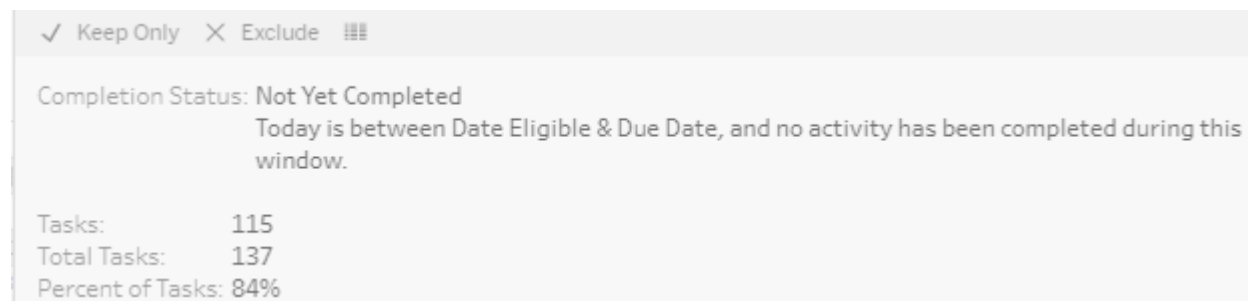 Keep Only Exclude
Completion Status: Not Yet Completed
Today is between Date Eligible & Due Date, and no activity has been completed during this
window.
Tasks: 115
Total Tasks: 137
Percent of Tasks: 84%